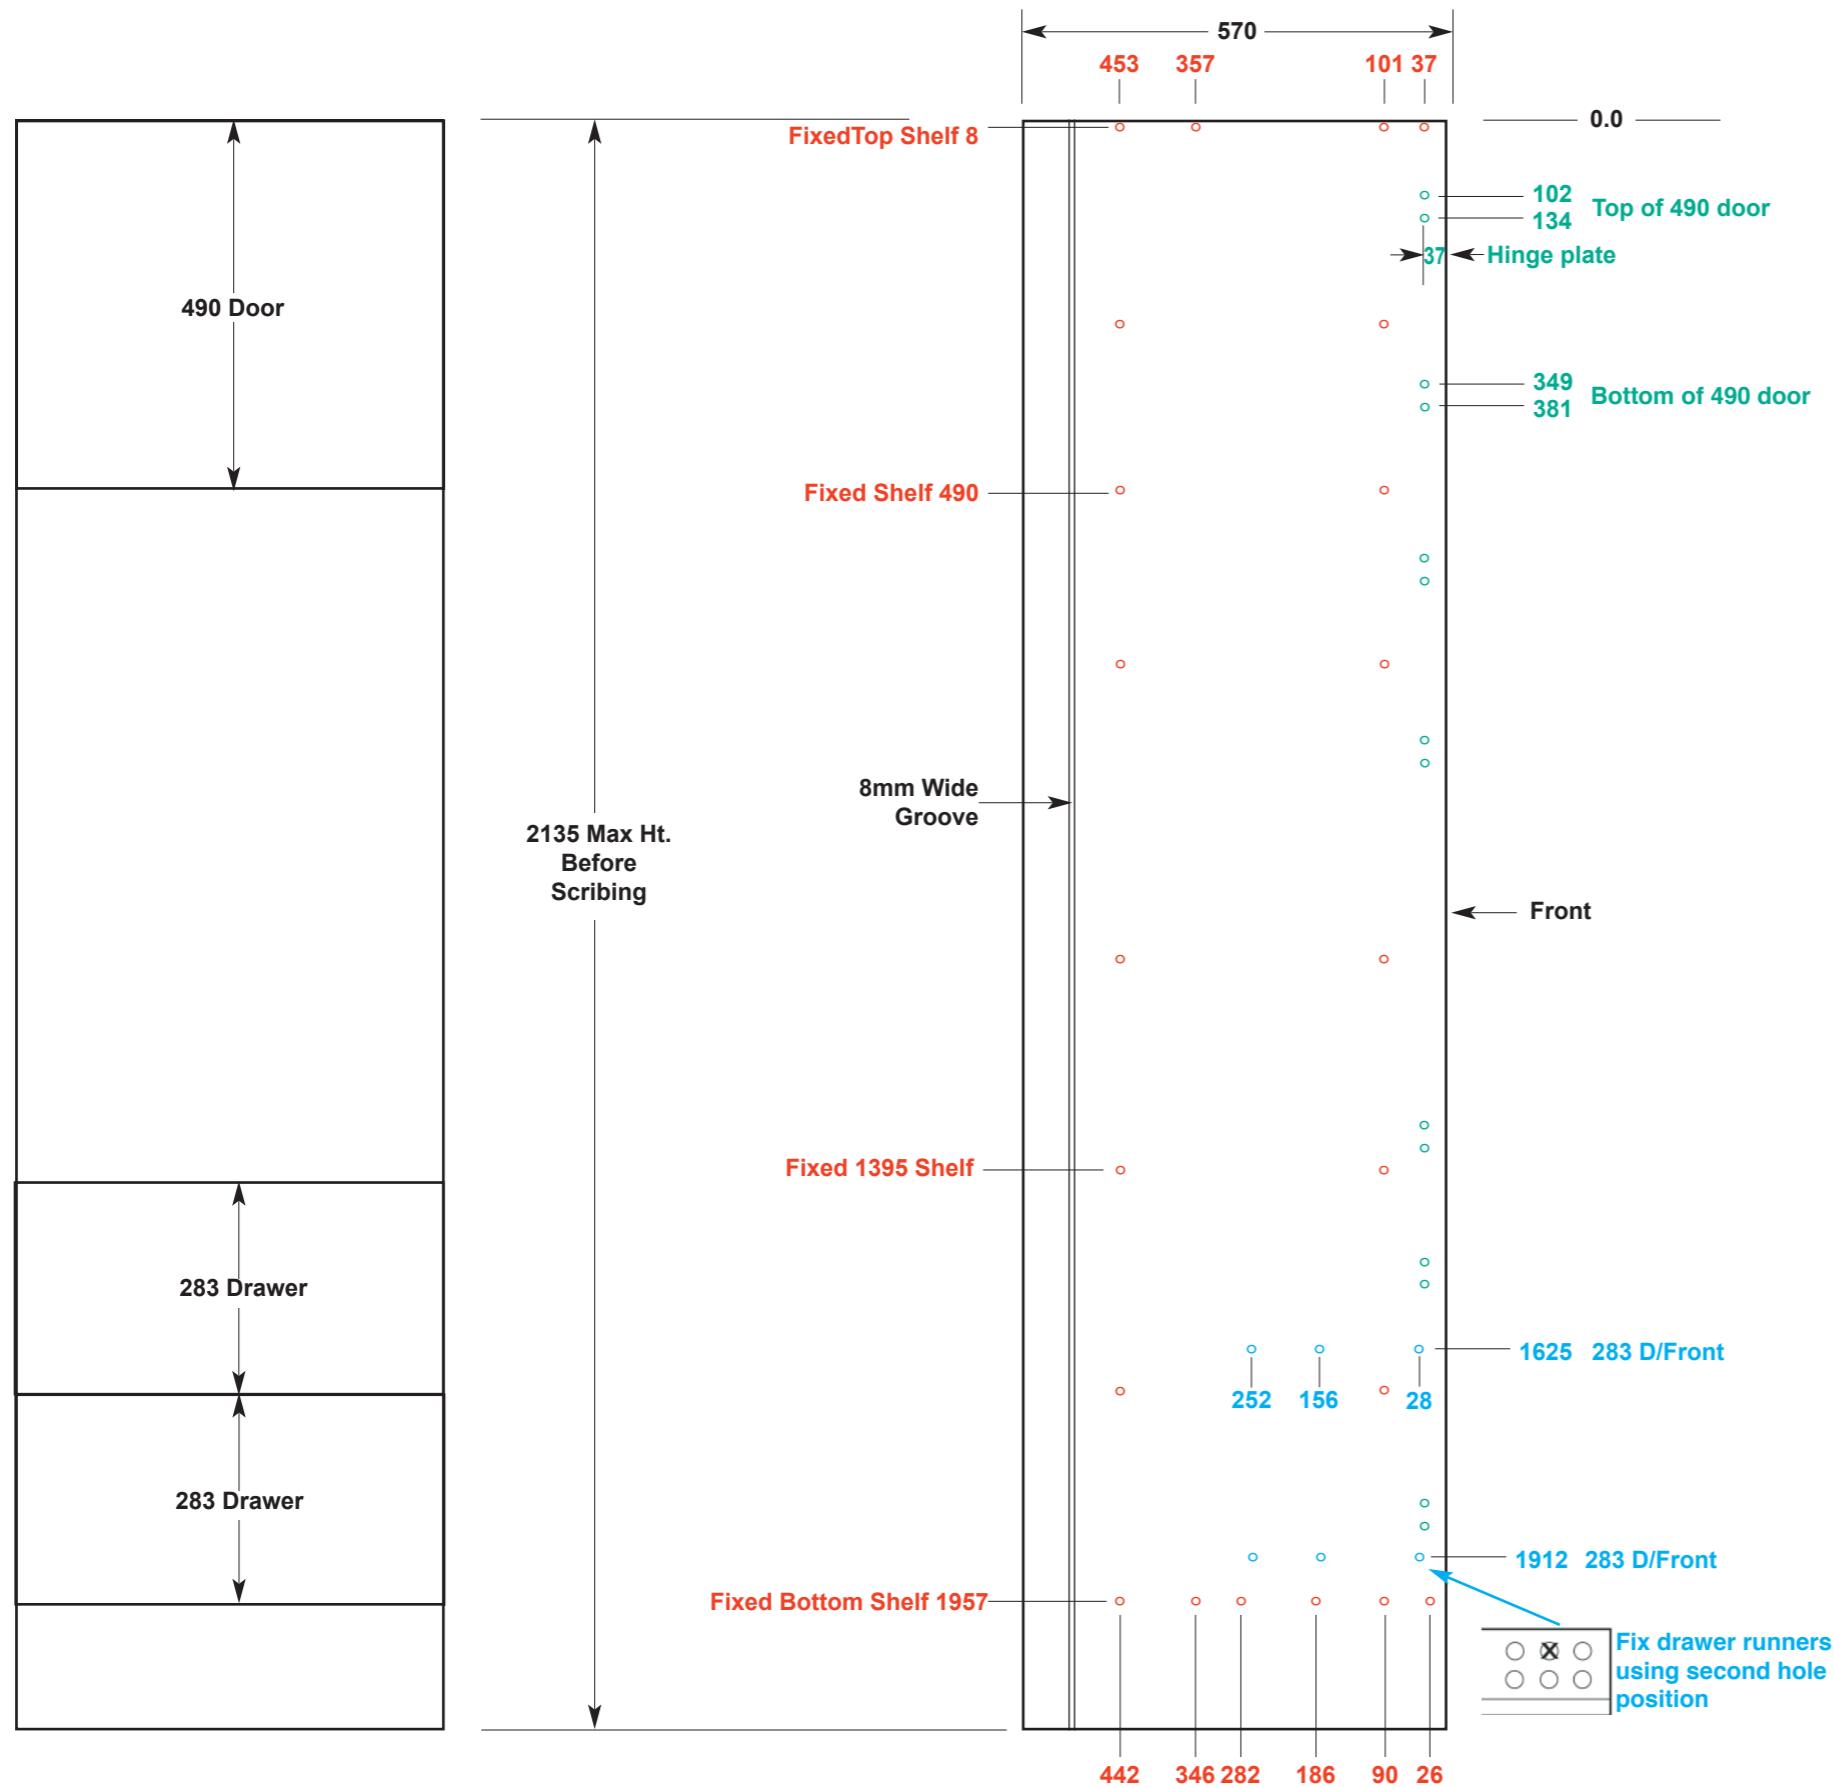 570
453 357 101 37
0.0
FixedTop Shelf 8
102
134
Top of 490 door
37
Hinge plate
490 Door
349
381
Bottom of 490 door
Fixed Shelf 490
8mm Wide
Groove
2135 Max Ht.
Before
Scribing
Front
Fixed 1395 Shelf
283 Drawer
1625 283 D/Front
252 156 28
283 Drawer
1912 283 D/Front
Fixed Bottom Shelf 1957
Fix drawer runners
using second hole
position
442 346 282 186 90 26